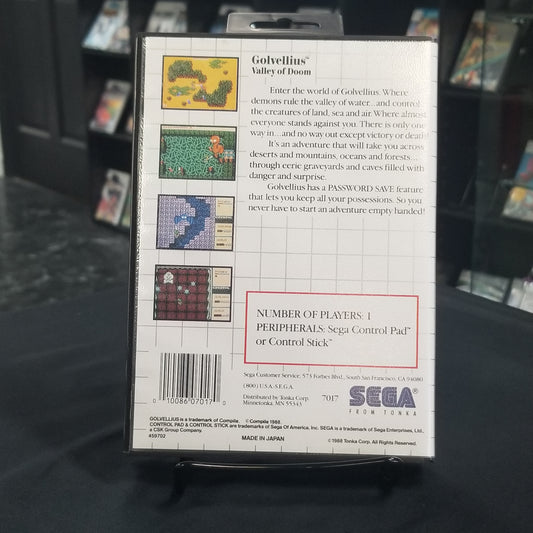 Golvellius™
Valley of Doom
Enter the world of Golvellius. Where
demons rule the valley of water...and control
the creatures of land, sea and air. Where almost
everyone stands against you. There is only one
way in...and no way out except victory or death!
It's an adventure that will take you across
deserts and mountains, oceans and forests...
through eerie graveyards and caves filled with
danger and surprise.
Golvellius has a PASSWORD SAVE feature
that lets you keep all your possessions. So you
never have to start an adventure empty handed!
NUMBER OF PLAYERS: 1
PERIPHERALS: Sega Control Pad™
or Control Stick™
Sega Customer Service, 573 Forbes Blvd., South San Francisco, CA 94080
(800) U.S.A.-S.E.G.A.
Distributed by Tonka Corp.
Minnetonka, MN 55343
7017
SEGA
FROM TONKA
0 10086 07017 0
GOLVELLIUS is a trademark of Compile. © Compile 1988.
CONTROL PAD & CONTROL STICK are trademarks of Sega Of America, Inc. SEGA is a trademark of Sega Enterprises, Ltd.,
a CSK Group Company.
#59702
MADE IN JAPAN
©1988 Tonka Corp. All Rights Reserved.